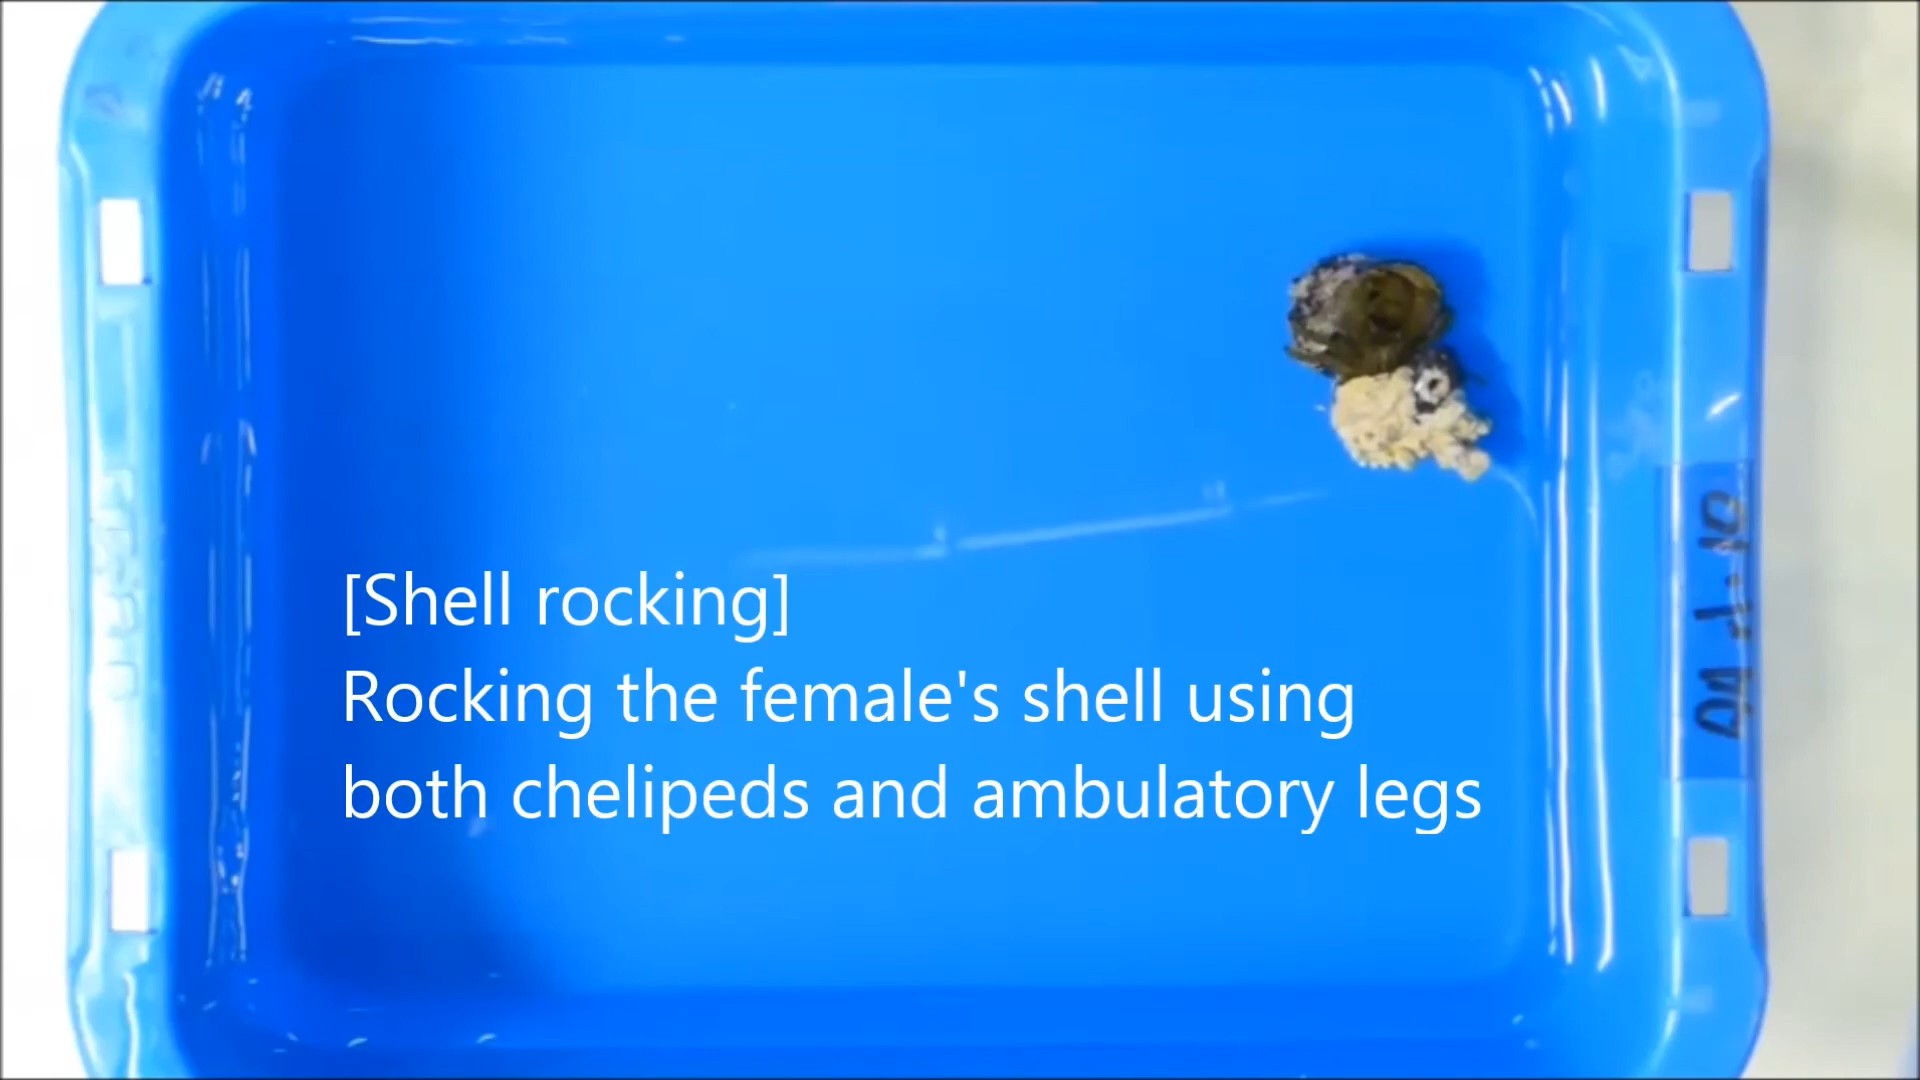 [Shell rocking]
Rocking the female's shell using
both chelipeds and ambulatory legs